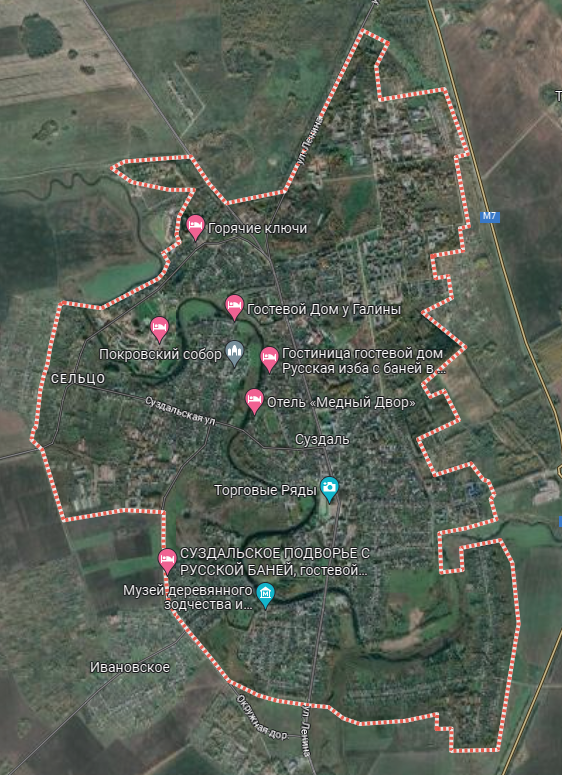 ул. Ленина
М7
Горячие ключи
Гостевой Дом у Галины
Покровский собор
Гостиница гостевой дом
Русская изба с баней в...
СЕЛЬЦО
Отель «Медный Двор»
Суздальская ул
Суздаль
Торговые Ряды
СУЗДАЛЬСКОЕ ПОДВОРЬЕ С
РУССКОЙ БАНЕЙ, гостевой...
Музей деревянного
зодчества и...
Ивановское
Окружная дор.
ул. Ленина